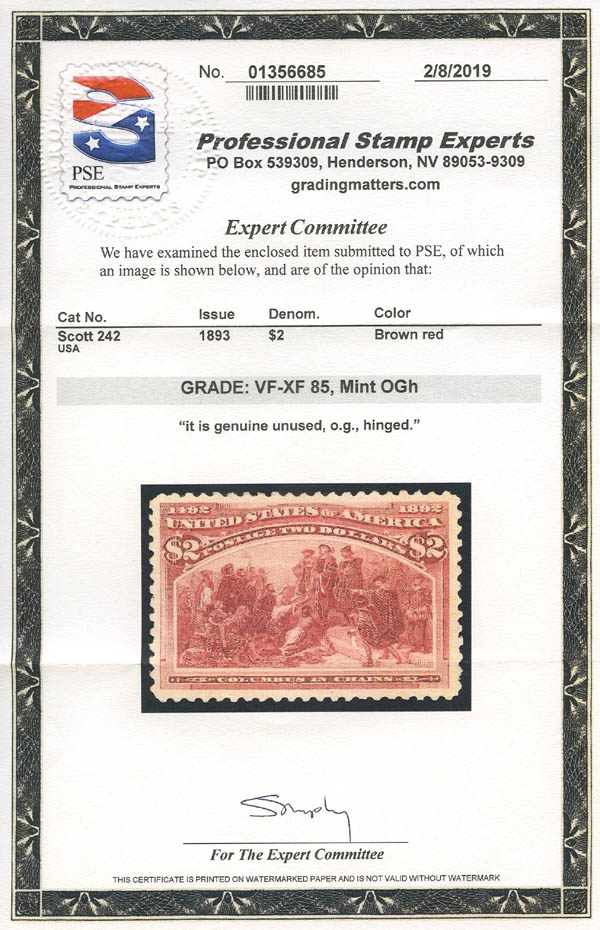 No. 01356685 2/8/2019
PSE
PROFESSIONAL STAMP EXPERTS
Professional Stamp Experts
PO Box 539309, Henderson, NV 89053-9309
gradingmatters.com
Expert Committee
We have examined the enclosed item submitted to PSE, of which
an image is shown below, and are of the opinion that:
Cat No. Issue Denom. Color
Scott 242 1893 $2 Brown red
USA
GRADE: VF-XF 85, Mint OGh
“it is genuine unused, o.g., hinged.”
1492 1892
UNITED STATES OF AMERICA
POSTAGE TWO DOLLARS
$2 $2
COLUMBUS IN CHAINS
For The Expert Committee
THIS CERTIFICATE IS PRINTED ON WATERMARKED PAPER AND IS NOT VALID WITHOUT WATERMARK